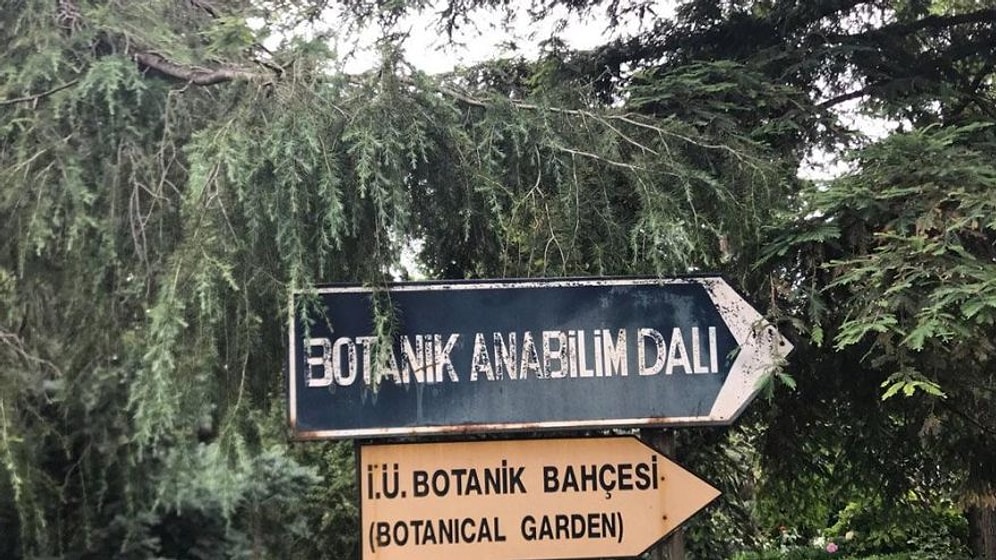 BOTANİK ANABİLİM DALI
İ.Ü. BOTANİK BAHÇESİ
(BOTANICAL GARDEN)